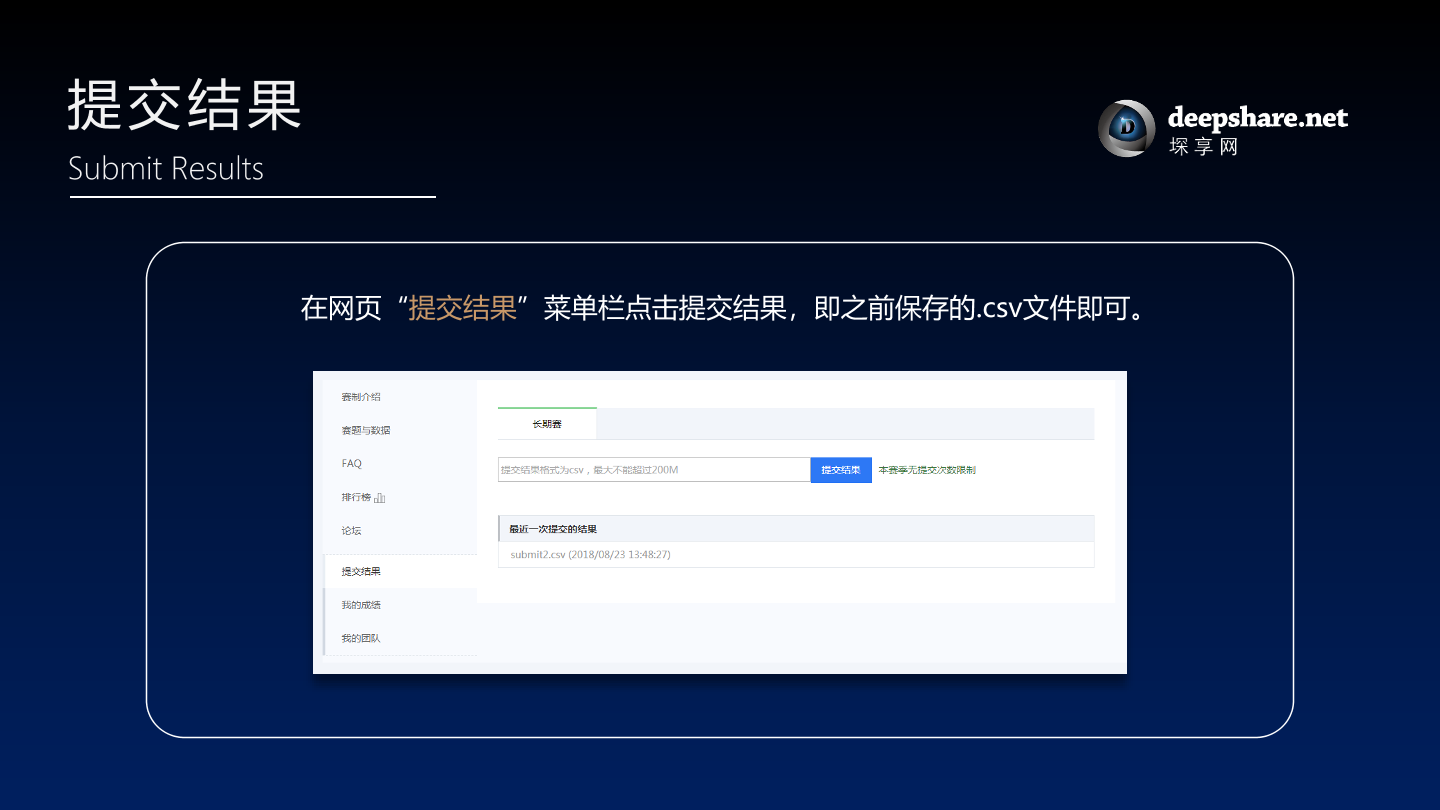 提交结果
Submit Results
deepshare.net
深享网
在网页“提交结果”菜单栏点击提交结果，即之前保存的.csv文件即可。
赛制介绍
赛题与数据
FAQ
排行榜
论坛
提交结果
我的成绩
我的团队
长期赛
提交结果格式为csv，最大不能超过200M
提交结果
本赛季无提交次数限制
最近一次提交的结果
submit2.csv (2018/08/23 13:48:27)